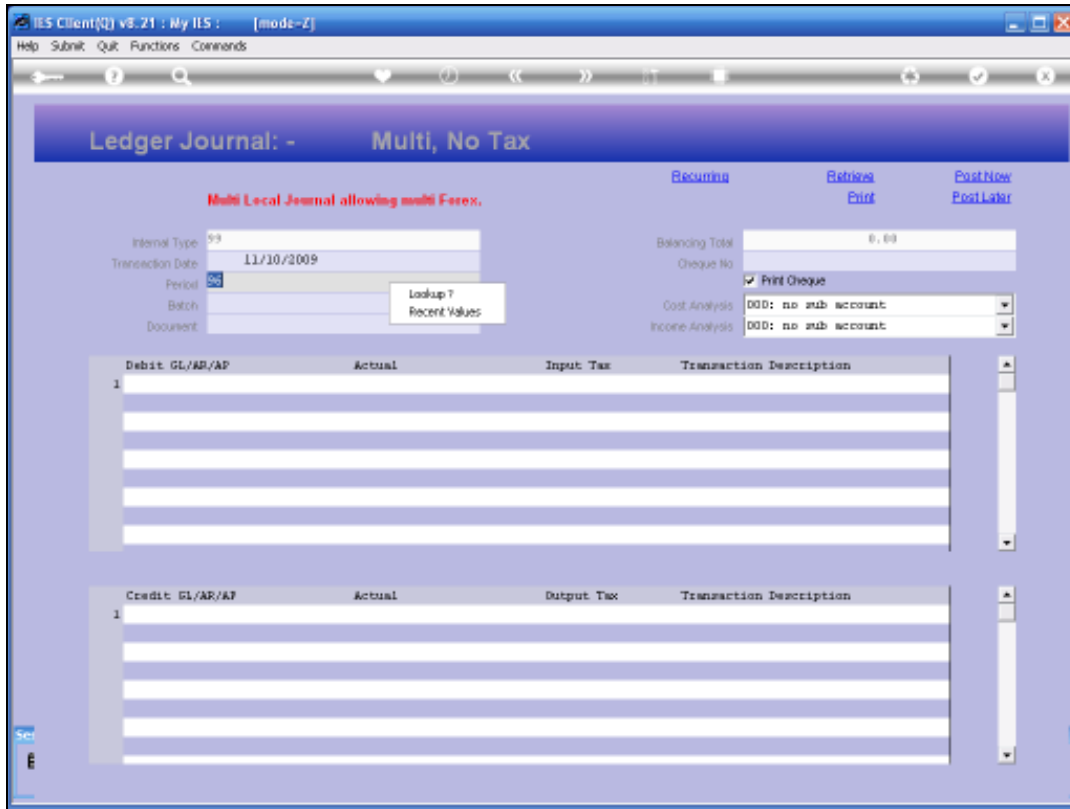 IES Client(Q) v8.21 : My IES : [mode-Z]
Help Submit Quit Functions Commands
Ledger Journal: - Multi, No Tax
Recurring Retrieve Post Now
Multi Local Journal allowing multi Forex. Print Post Later
Internal Type 99 Balancing Total 0.00
Transaction Date 11/10/2009 Cheque No
Period 96 Print Cheque
Lookup ?
Recent Values
Batch Cost Analysis 000: no sub account
Document Income Analysis 000: no sub account
Debit GL/AR/AP Actual Input Tax Transaction Description
1
Credit GL/AR/AP Actual Output Tax Transaction Description
1